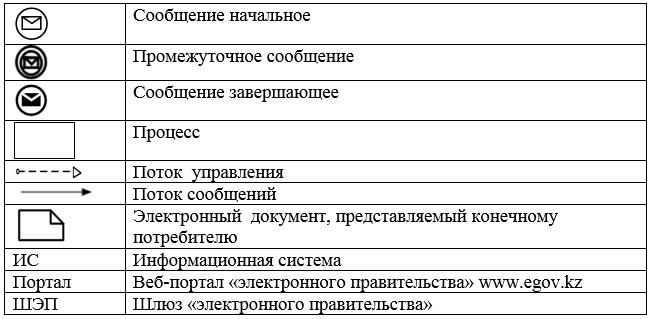 Сообщение начальное
Промежуточное сообщение
Сообщение завершающее
Процесс
Поток управления
Поток сообщений
Электронный документ, представляемый конечному
потребителю
ИС Информационная система
Портал Веб-портал «электронного правительства» www.egov.kz
ШЭП Шлюз «электронного правительства»